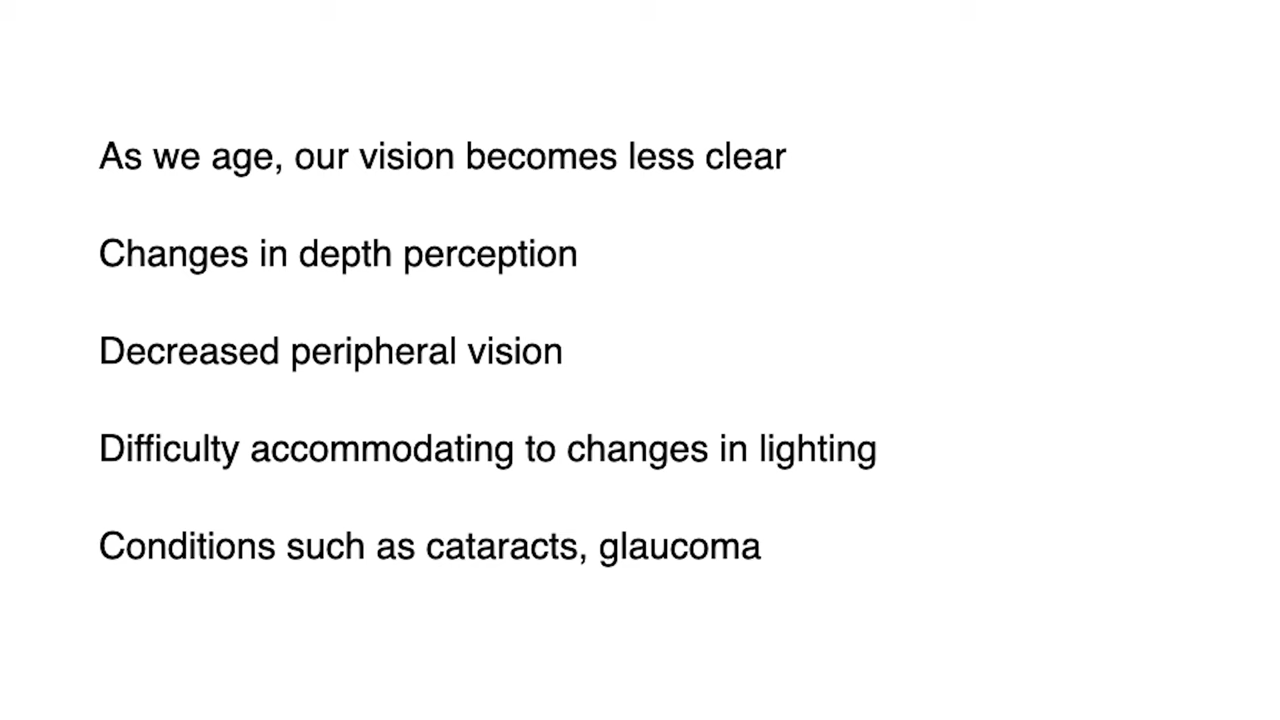 As we age, our vision becomes less clear
Changes in depth perception
Decreased peripheral vision
Difficulty accommodating to changes in lighting
Conditions such as cataracts, glaucoma